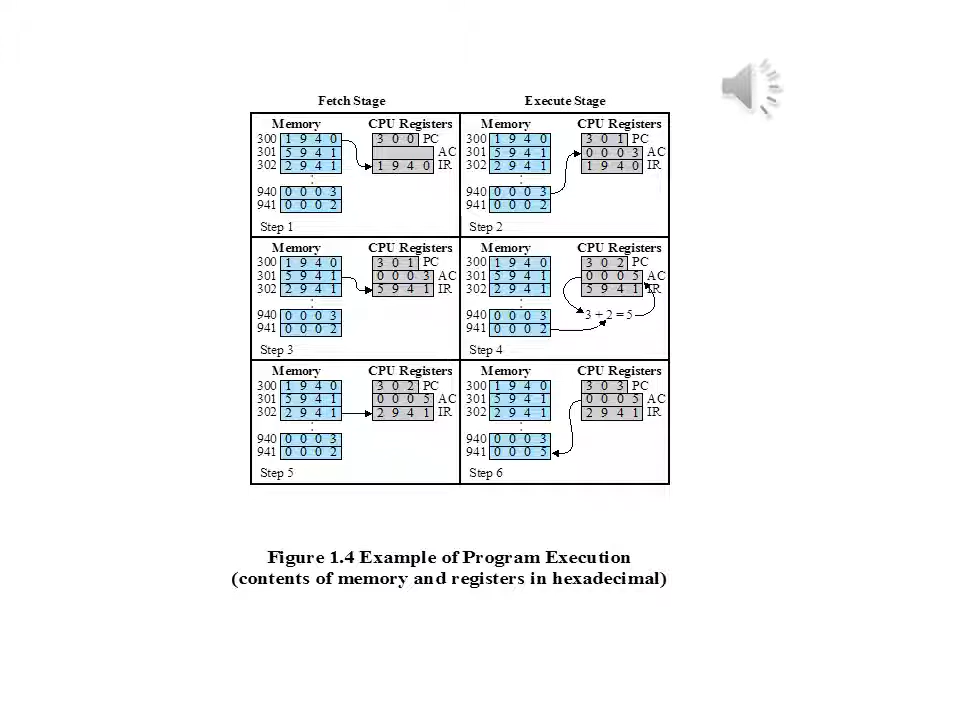 Fetch Stage Execute Stage
Memory CPU Registers Memory CPU Registers
300 1 9 4 0 3 0 0 PC 300 1 9 4 0 3 0 1 PC
301 5 9 4 1 AC 301 5 9 4 1 0 0 0 3 AC
302 2 9 4 1 1 9 4 0 IR 302 2 9 4 1 1 9 4 0 IR
940 0 0 0 3 940 0 0 0 3
941 0 0 0 2 941 0 0 0 2
Step 1 Step 2
Memory CPU Registers Memory CPU Registers
300 1 9 4 0 3 0 1 PC 300 1 9 4 0 3 0 2 PC
301 5 9 4 1 0 0 0 3 AC 301 5 9 4 1 0 0 0 5 AC
302 2 9 4 1 5 9 4 1 IR 302 2 9 4 1 5 9 4 1 IR
940 0 0 0 3 940 0 0 0 3 3 + 2 = 5
941 0 0 0 2 941 0 0 0 2
Step 3 Step 4
Memory CPU Registers Memory CPU Registers
300 1 9 4 0 3 0 2 PC 300 1 9 4 0 3 0 3 PC
301 5 9 4 1 0 0 0 5 AC 301 5 9 4 1 0 0 0 5 AC
302 2 9 4 1 2 9 4 1 IR 302 2 9 4 1 2 9 4 1 IR
940 0 0 0 3 940 0 0 0 3
941 0 0 0 2 941 0 0 0 5
Step 5 Step 6
Figure 1.4 Example of Program Execution
(contents of memory and registers in hexadecimal)